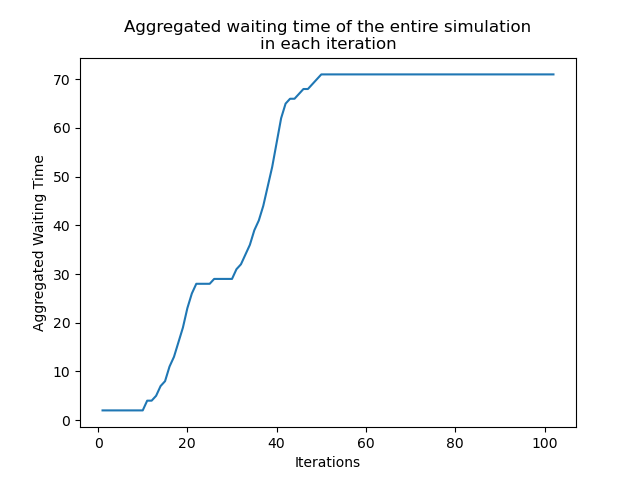 Aggregated waiting time of the entire simulation
in each iteration
Aggregated Waiting Time
70
60
50
40
30
20
10
0
0 20 40 60 80 100
Iterations